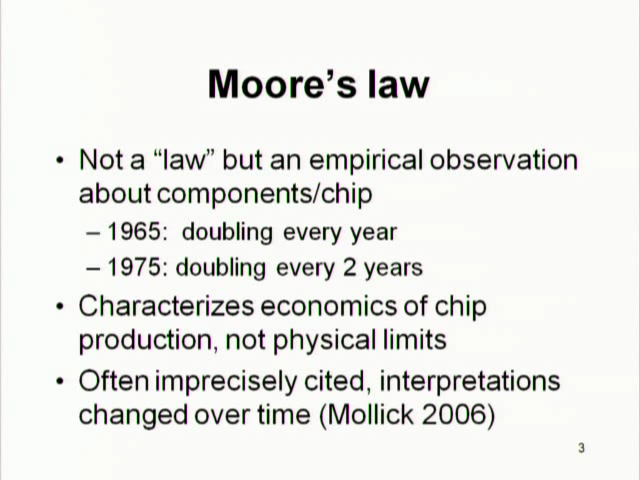 Moore’s law
• Not a “law” but an empirical observation
about components/chip
– 1965:  doubling every year
– 1975: doubling every 2 years
• Characterizes economics of chip
production, not physical limits
• Often imprecisely cited, interpretations
changed over time (Mollick 2006)
3